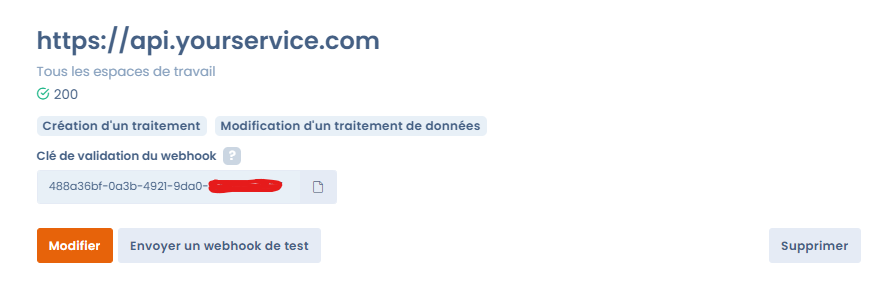 https://api.yourservice.com
Tous les espaces de travail
200
Création d'un traitement Modification d'un traitement de données
Clé de validation du webhook ?
488a36bf-0a3b-4921-9da0-
Modifier Envoyer un webhook de test Supprimer